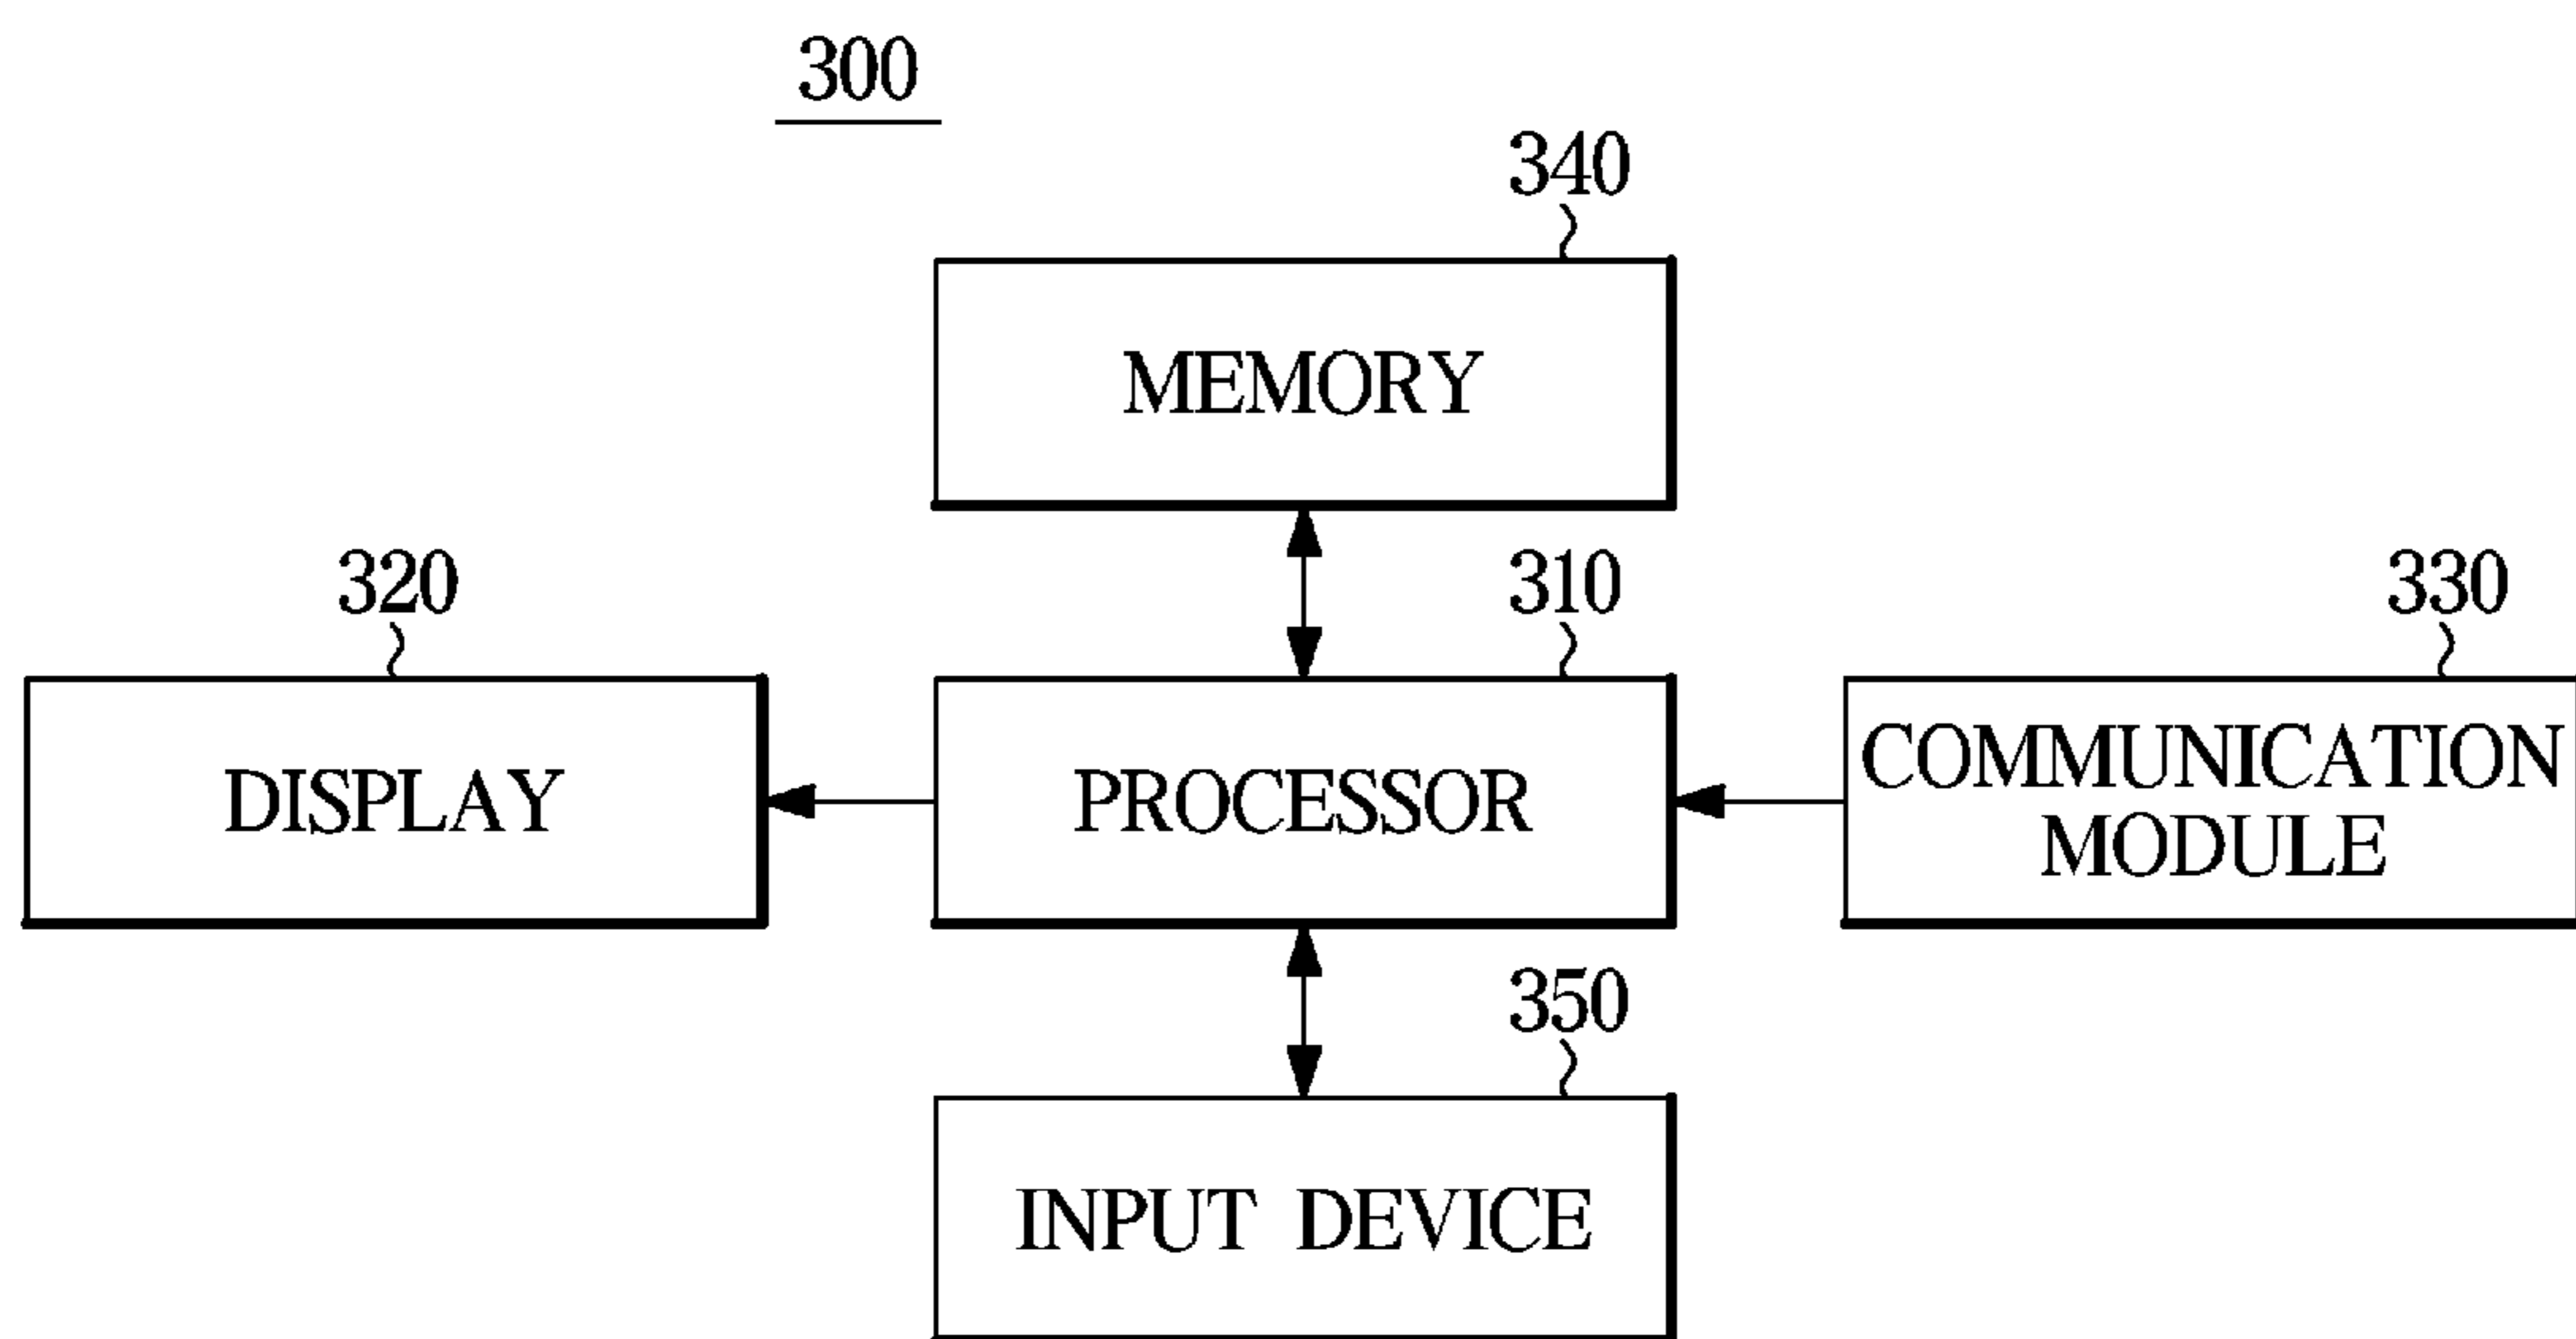 300
340
MEMORY
320
310
330
DISPLAY
PROCESSOR
COMMUNICATION
MODULE
350
INPUT DEVICE